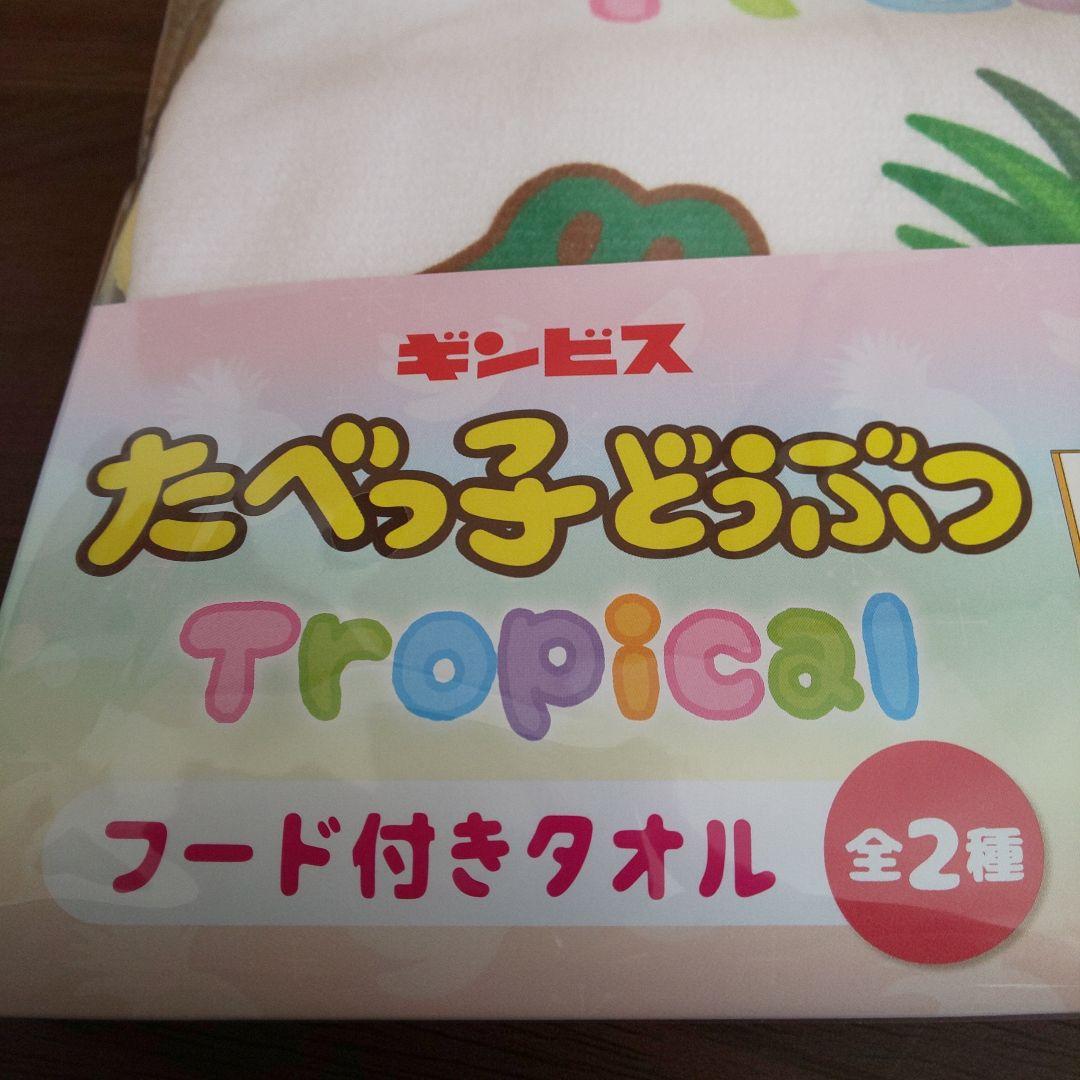 ギンビス
たべっ子どうぶつ
Tropical
フード付きタオル
全2種